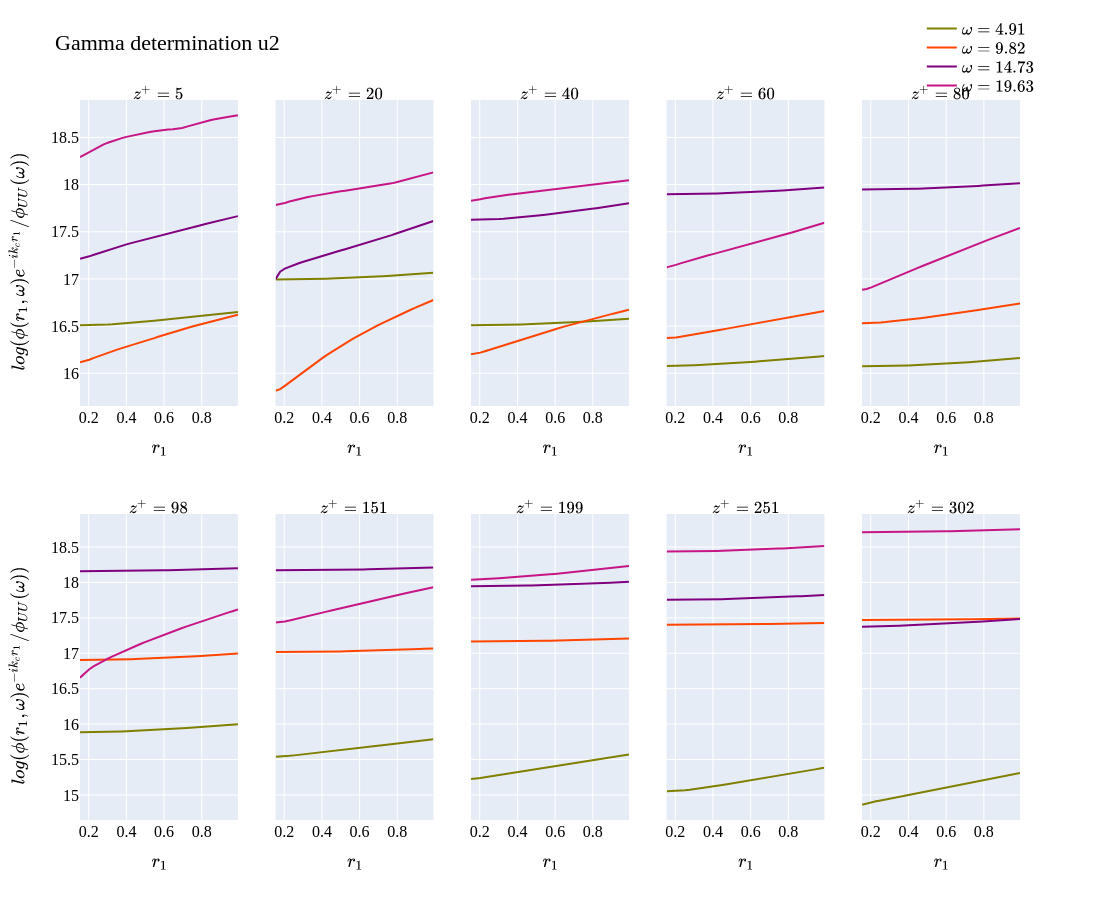 Gamma determination u2
ω = 4.91
ω = 9.82
ω = 14.73
ω = 19.63
z⁺ = 5
z⁺ = 20
z⁺ = 40
z⁺ = 60
z⁺ = 80
log(ϕ(r₁, ω)e^{−ik_c r₁}/ϕ_{UU}(ω))
18.5
18
17.5
17
16.5
16
0.2 0.4 0.6 0.8
0.2 0.4 0.6 0.8
0.2 0.4 0.6 0.8
0.2 0.4 0.6 0.8
0.2 0.4 0.6 0.8
r₁
r₁
r₁
r₁
r₁
z⁺ = 98
z⁺ = 151
z⁺ = 199
z⁺ = 251
z⁺ = 302
log(ϕ(r₁, ω)e^{−ik_c r₁}/ϕ_{UU}(ω))
18.5
18
17.5
17
16.5
16
15.5
15
0.2 0.4 0.6 0.8
0.2 0.4 0.6 0.8
0.2 0.4 0.6 0.8
0.2 0.4 0.6 0.8
0.2 0.4 0.6 0.8
r₁
r₁
r₁
r₁
r₁